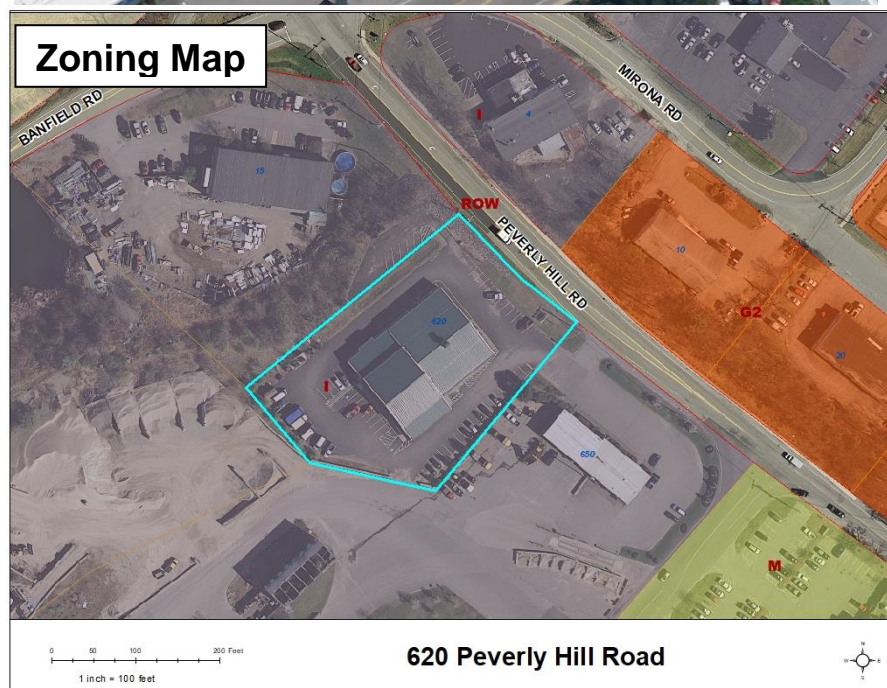 Zoning Map
BANFIELD RD
15
I
4
MIRONA RD
ROW
PEVERLY HILL RD
10
G2
20
620
I
650
M
0 50 100 200 Feet
1 inch = 100 feet
620 Peverly Hill Road
N
W E
S